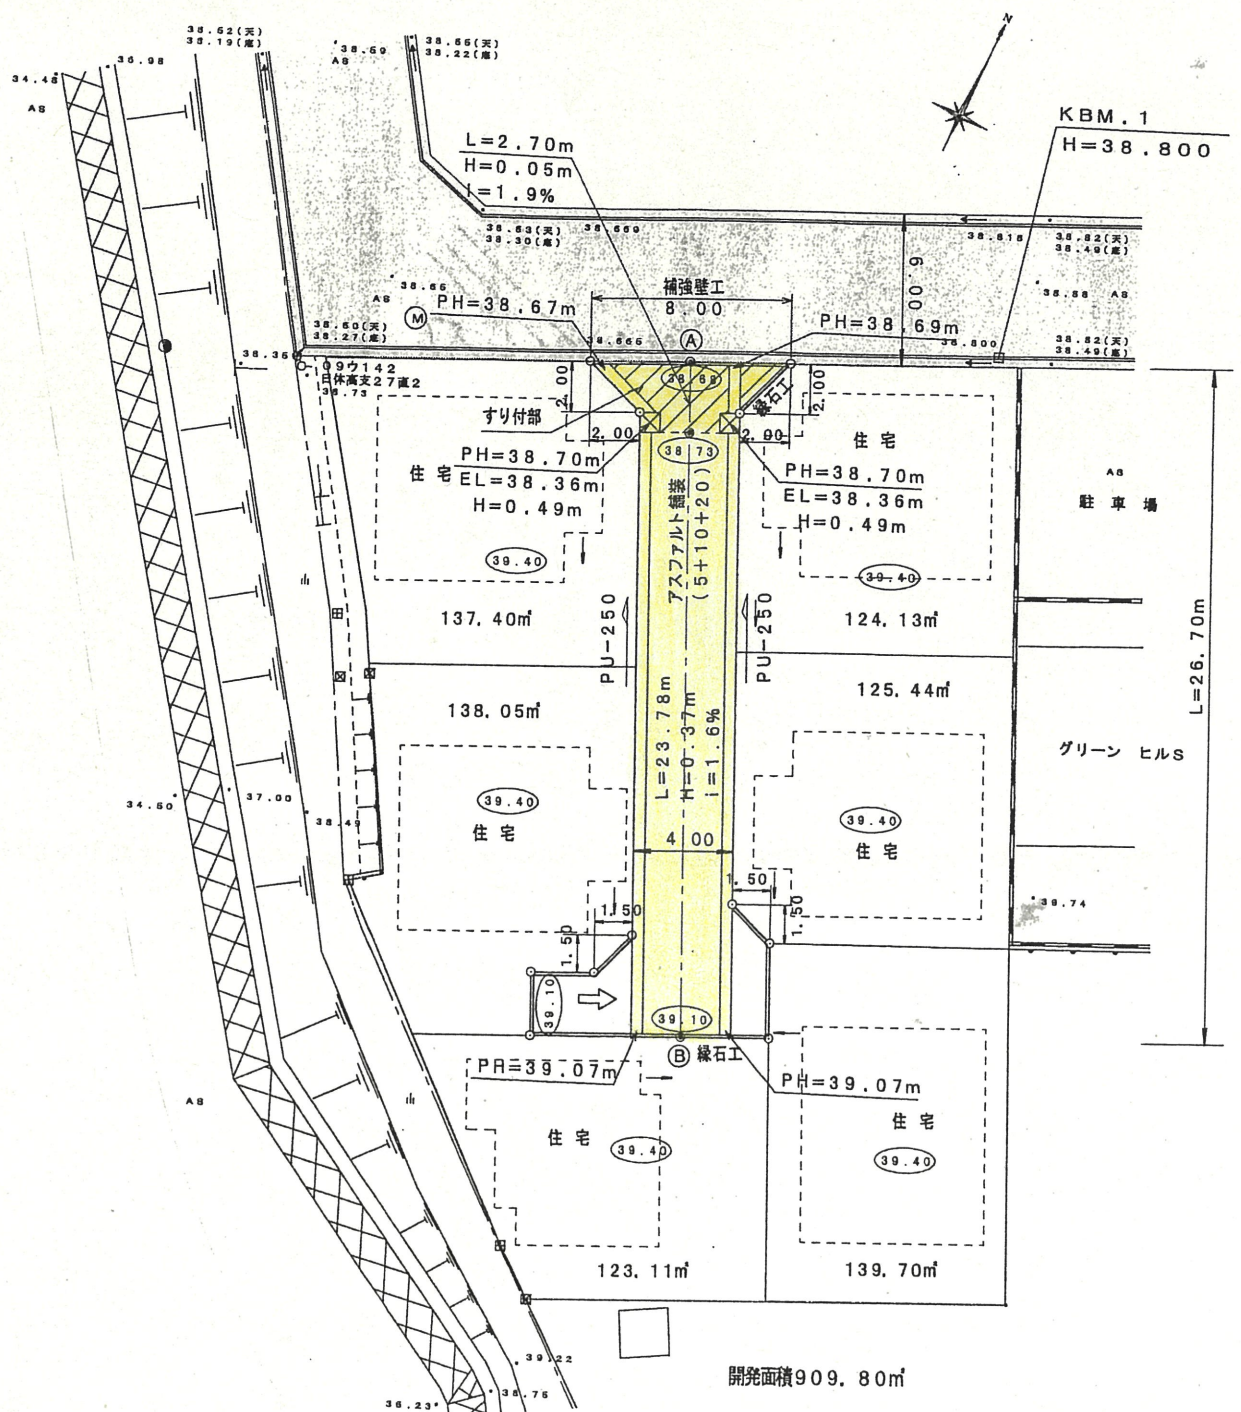 38.52(天)
38.19(底)
36.98
34.48
AS
38.59
AS
38.55(天)
38.22(底)
N
KBM.1
H=38.800
L=2.70m
H=0.05m
i=1.9%
38.63(天)
38.30(底)
38.669
38.816
38.82(天)
38.49(底)
6.00
38.65
AS
PH=38.67m
M
補強壁工
8.00
PH=38.69m
38.88 AS
38.60(天)
38.27(底)
38.665
A
38.800
38.82(天)
38.49(底)
38.35
09ウ142
日休高支27直2
38.73
2.00
38 68
縁石工
2.00
すり付部
2.00
2.00
住宅
38 73
住宅
PH=38.70m
EL=38.36m
H=0.49m
PH=38.70m
EL=38.36m
H=0.49m
AS
駐車場
アスファルト舗装
(5+10+20)
39.40
39.40
137.40㎡
124.13㎡
PU-250
PU-250
L=26.70m
138.05㎡
125.44㎡
L=23.78m
H=0.37m
i=1.6%
グリーン ヒルS
34.50
37.00
38.49
39.40
住宅
39.40
住宅
4 00
1.50
1.50
1.50
1.50
39.74
39.10
39.10
B
縁石工
PH=39.07m
PH=39.07m
AS
住宅
39.40
住宅
39.40
123.11㎡
139.70㎡
39.22
38.75
36.23
開発面積909.80㎡